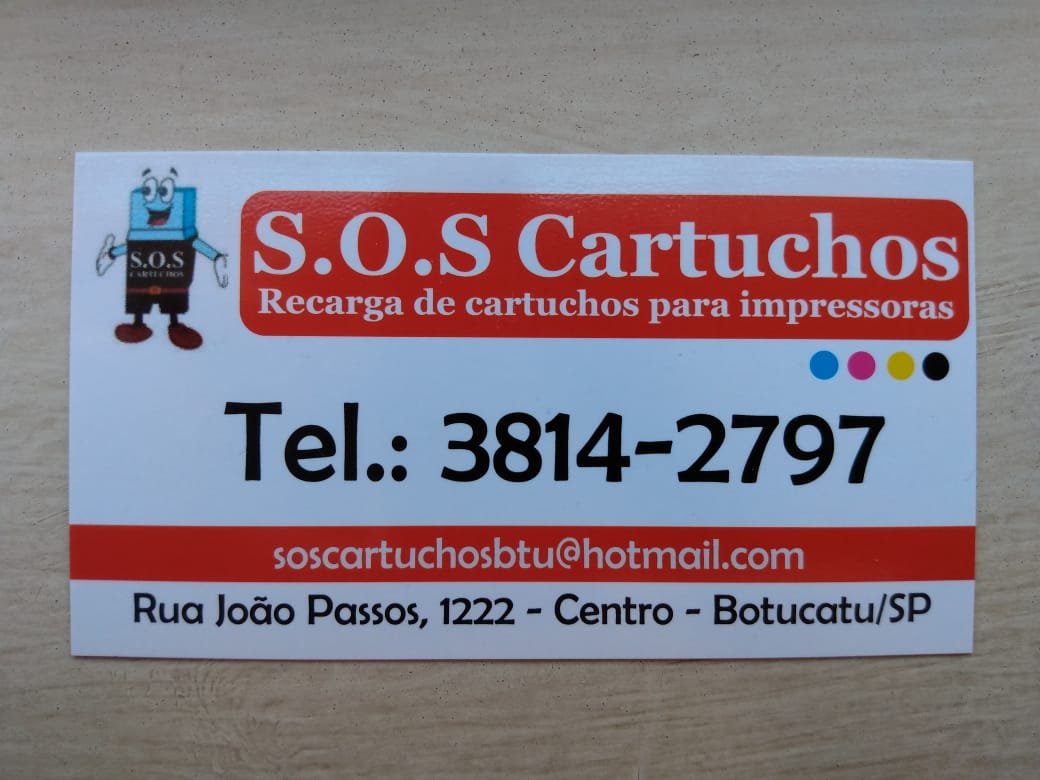 S.O.S
CARTUCHOS
S.O.S Cartuchos
Recarga de cartuchos para impressoras
Tel.: 3814-2797
soscartuchosbtu@hotmail.com
Rua João Passos, 1222 - Centro - Botucatu/SP